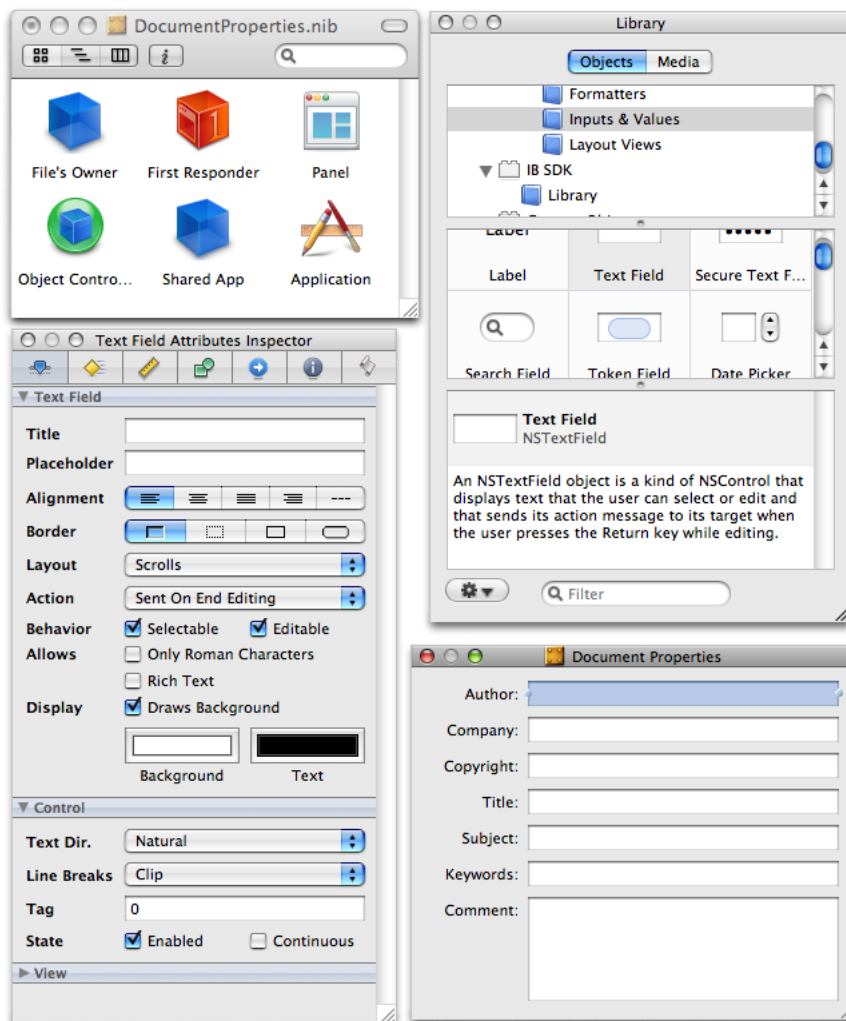 DocumentProperties.nib
File's Owner
First Responder
Panel
Object Contro...
Shared App
Application
Library
Objects
Media
Formatters
Inputs & Values
Layout Views
IB SDK
Library
Label
Label
Text Field
Secure Text F...
Search Field
Token Field
Date Picker
Text Field
NSTextField
An NSTextField object is a kind of NSControl that
displays text that the user can select or edit and
that sends its action message to its target when
the user presses the Return key while editing.
Filter
Text Field Attributes Inspector
Text Field
Title
Placeholder
Alignment
Border
Layout
Scrolls
Action
Sent On End Editing
Behavior
Selectable
Editable
Allows
Only Roman Characters
Rich Text
Display
Draws Background
Background
Text
Control
Text Dir.
Natural
Line Breaks
Clip
Tag
0
State
Enabled
Continuous
View
Document Properties
Author:
Company:
Copyright:
Title:
Subject:
Keywords:
Comment: